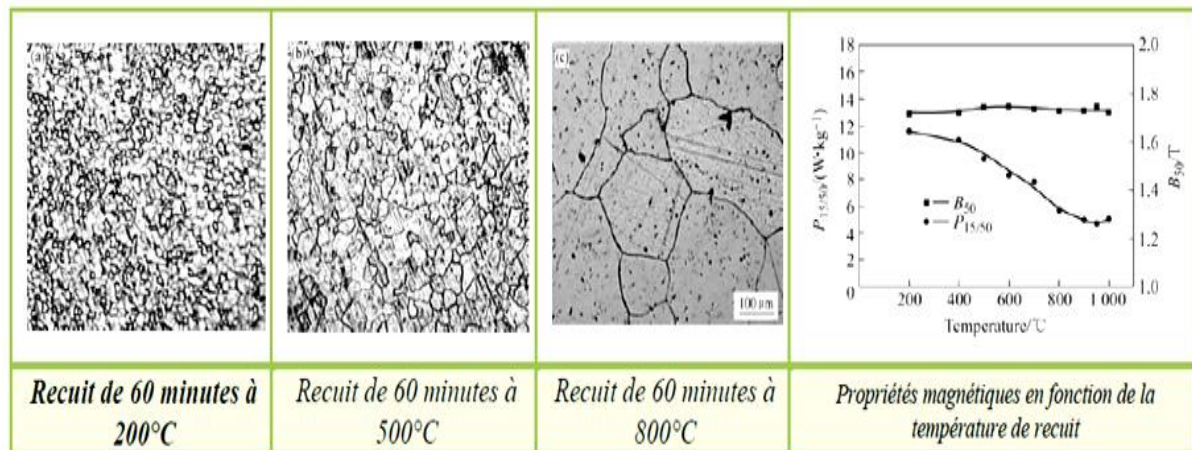 (a)
(b)
(c)
100 μm
18
16
14
12
10
8
6
4
2
0
P15/50/(W·kg⁻¹)
2.0
1.8
1.6
1.4
1.2
1.0
B50/T
B50
P15/50
200
400
600
800
1 000
Temperature/℃
Recuit de 60 minutes à
200°C
Recuit de 60 minutes à
500°C
Recuit de 60 minutes à
800°C
Propriétés magnétiques en fonction de la
température de recuit